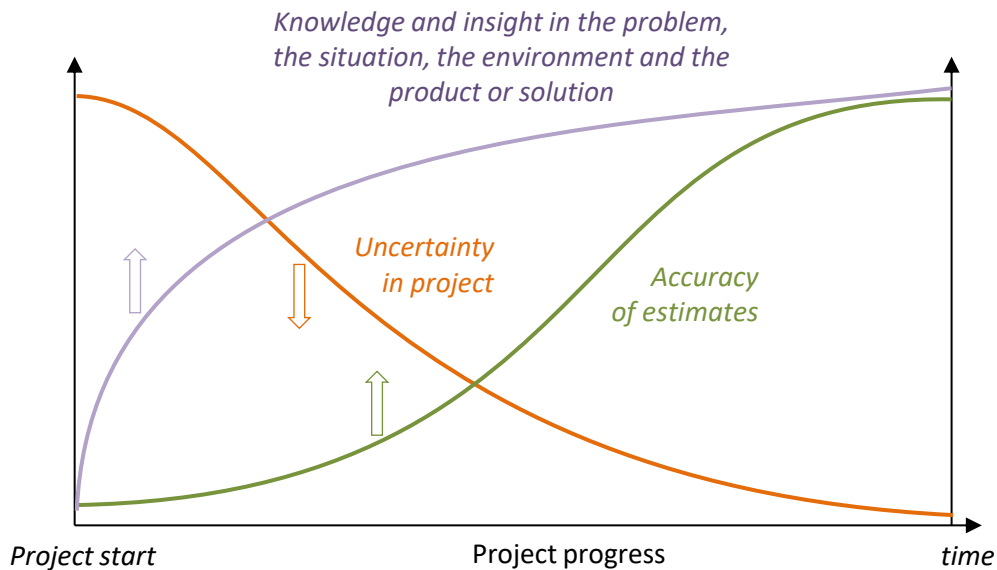 Knowledge and insight in the problem,
the situation, the environment and the
product or solution
Uncertainty
in project
Accuracy
of estimates
Project start
Project progress
time